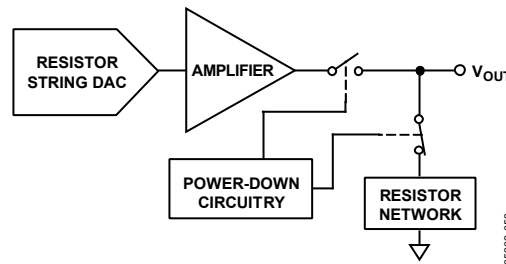 RESISTOR
STRING DAC
AMPLIFIER
VOUT
POWER-DOWN
CIRCUITRY
RESISTOR
NETWORK